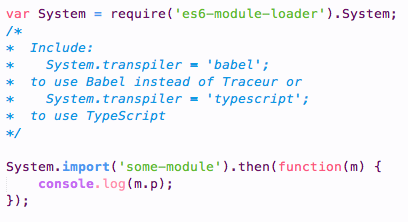 var System = require('es6-module-loader').System;
/*
*  Include:
*    System.transpiler = 'babel';
*  to use Babel instead of Traceur or
*    System.transpiler = 'typescript';
*  to use TypeScript
*/

System.import('some-module').then(function(m) {
    console.log(m.p);
});